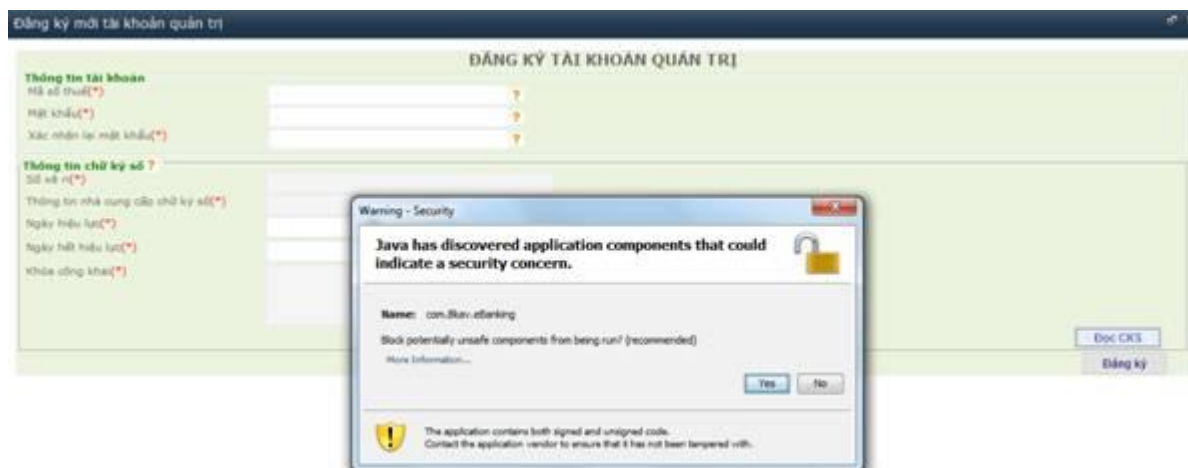 Đăng ký mới tài khoản quản trị
ĐĂNG KÝ TÀI KHOẢN QUẢN TRỊ
Thông tin tài khoản
Mã số thuế(*)
?
Mật khẩu(*)
?
Xác nhận lại mật khẩu(*)
?
Thông tin chữ ký số ?
Số sê ri(*)
Thông tin nhà cung cấp chữ ký số(*)
Ngày hiệu lực(*)
Ngày hết hiệu lực(*)
Khóa công khai(*)
Warning - Security
Java has discovered application components that could
indicate a security concern.
Name: com.Bkav.eBanking
Block potentially unsafe components from being run? (recommended)
More Information...
Yes No
The application contains both signed and unsigned code.
Contact the application vendor to ensure that it has not been tampered with.
Đọc CKS
Đăng ký